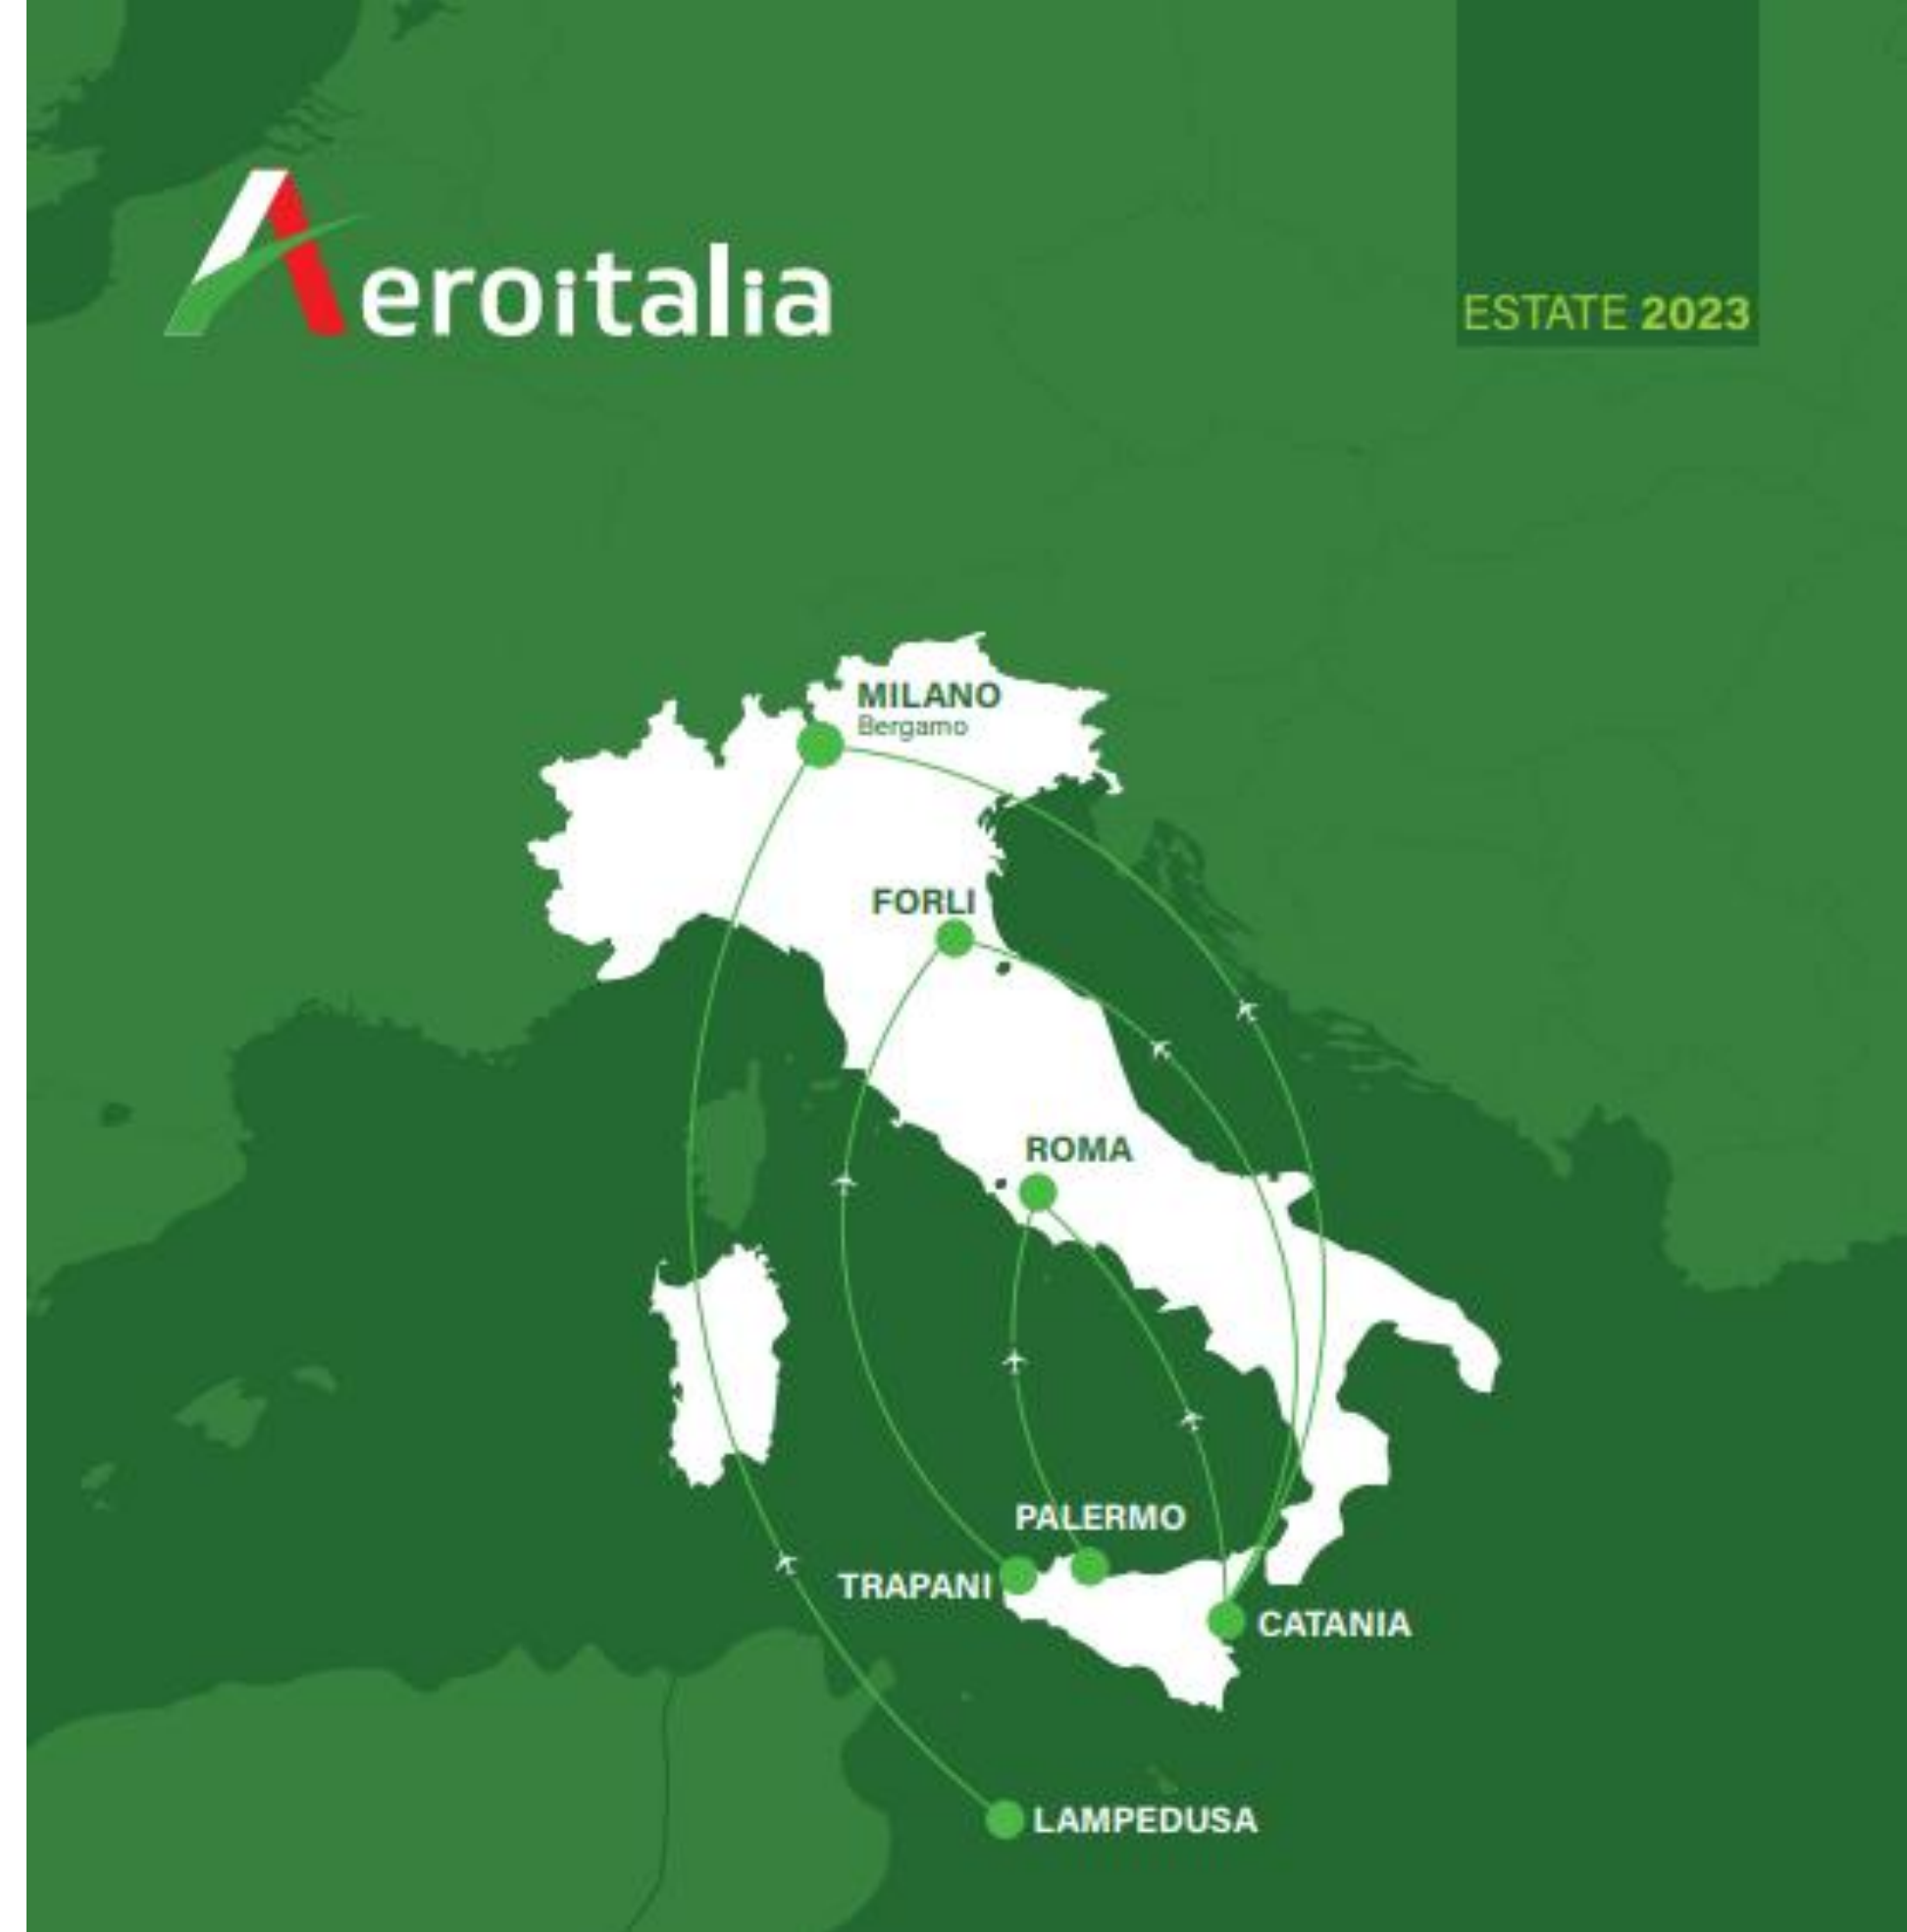 Aeroitalia
ESTATE 2023
MILANO
Bergamo
FORLI
ROMA
PALERMO
TRAPANI
CATANIA
LAMPEDUSA